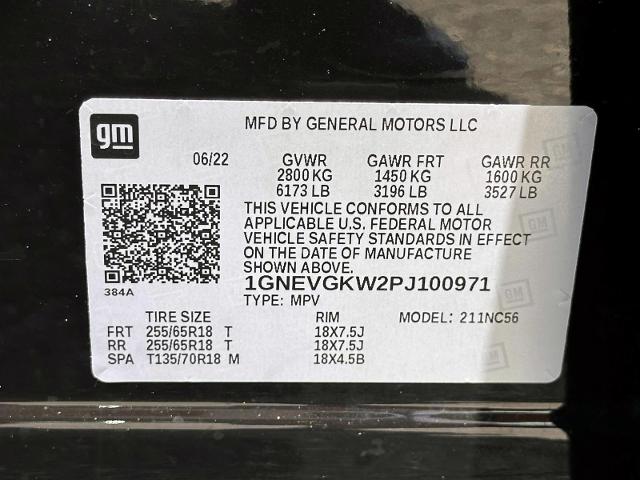 gm
MFD BY GENERAL MOTORS LLC
06/22 GVWR GAWR FRT GAWR RR
2800 KG 1450 KG 1600 KG
6173 LB 3196 LB 3527 LB
THIS VEHICLE CONFORMS TO ALL
APPLICABLE U.S. FEDERAL MOTOR
VEHICLE SAFETY STANDARDS IN EFFECT
ON THE DATE OF MANUFACTURE
SHOWN ABOVE.
384A
1GNEVGKW2PJ100971
TYPE: MPV
TIRE SIZE RIM MODEL: 211NC56
FRT 255/65R18 T 18X7.5J
RR 255/65R18 T 18X7.5J
SPA T135/70R18 M 18X4.5B